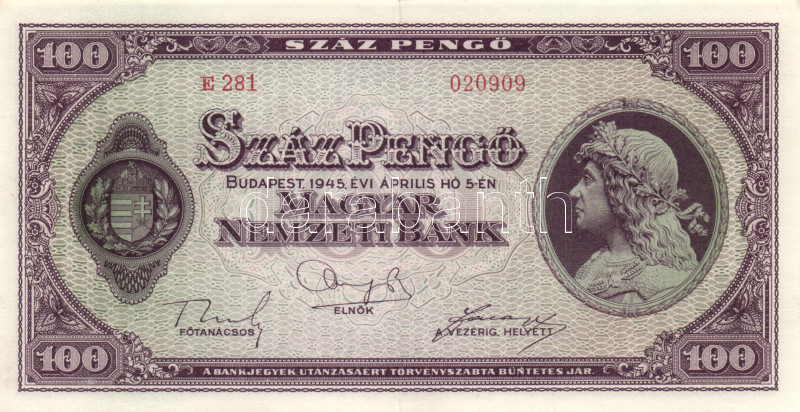 100 SZÁZ PENGŐ 100
E 281 020909
SZÁZ PENGŐ
BUDAPEST, 1945. ÉVI ÁPRILIS HÓ 5-ÉN
MAGYAR
NEMZETI BANK
FŐTANÁCSOS
ELNÖK
A VEZÉRIG. HELYETT
100 100
A BANKJEGYEK UTÁNZÁSÁÉRT TÖRVÉNYSZABTA BÜNTETÉS JÁR.